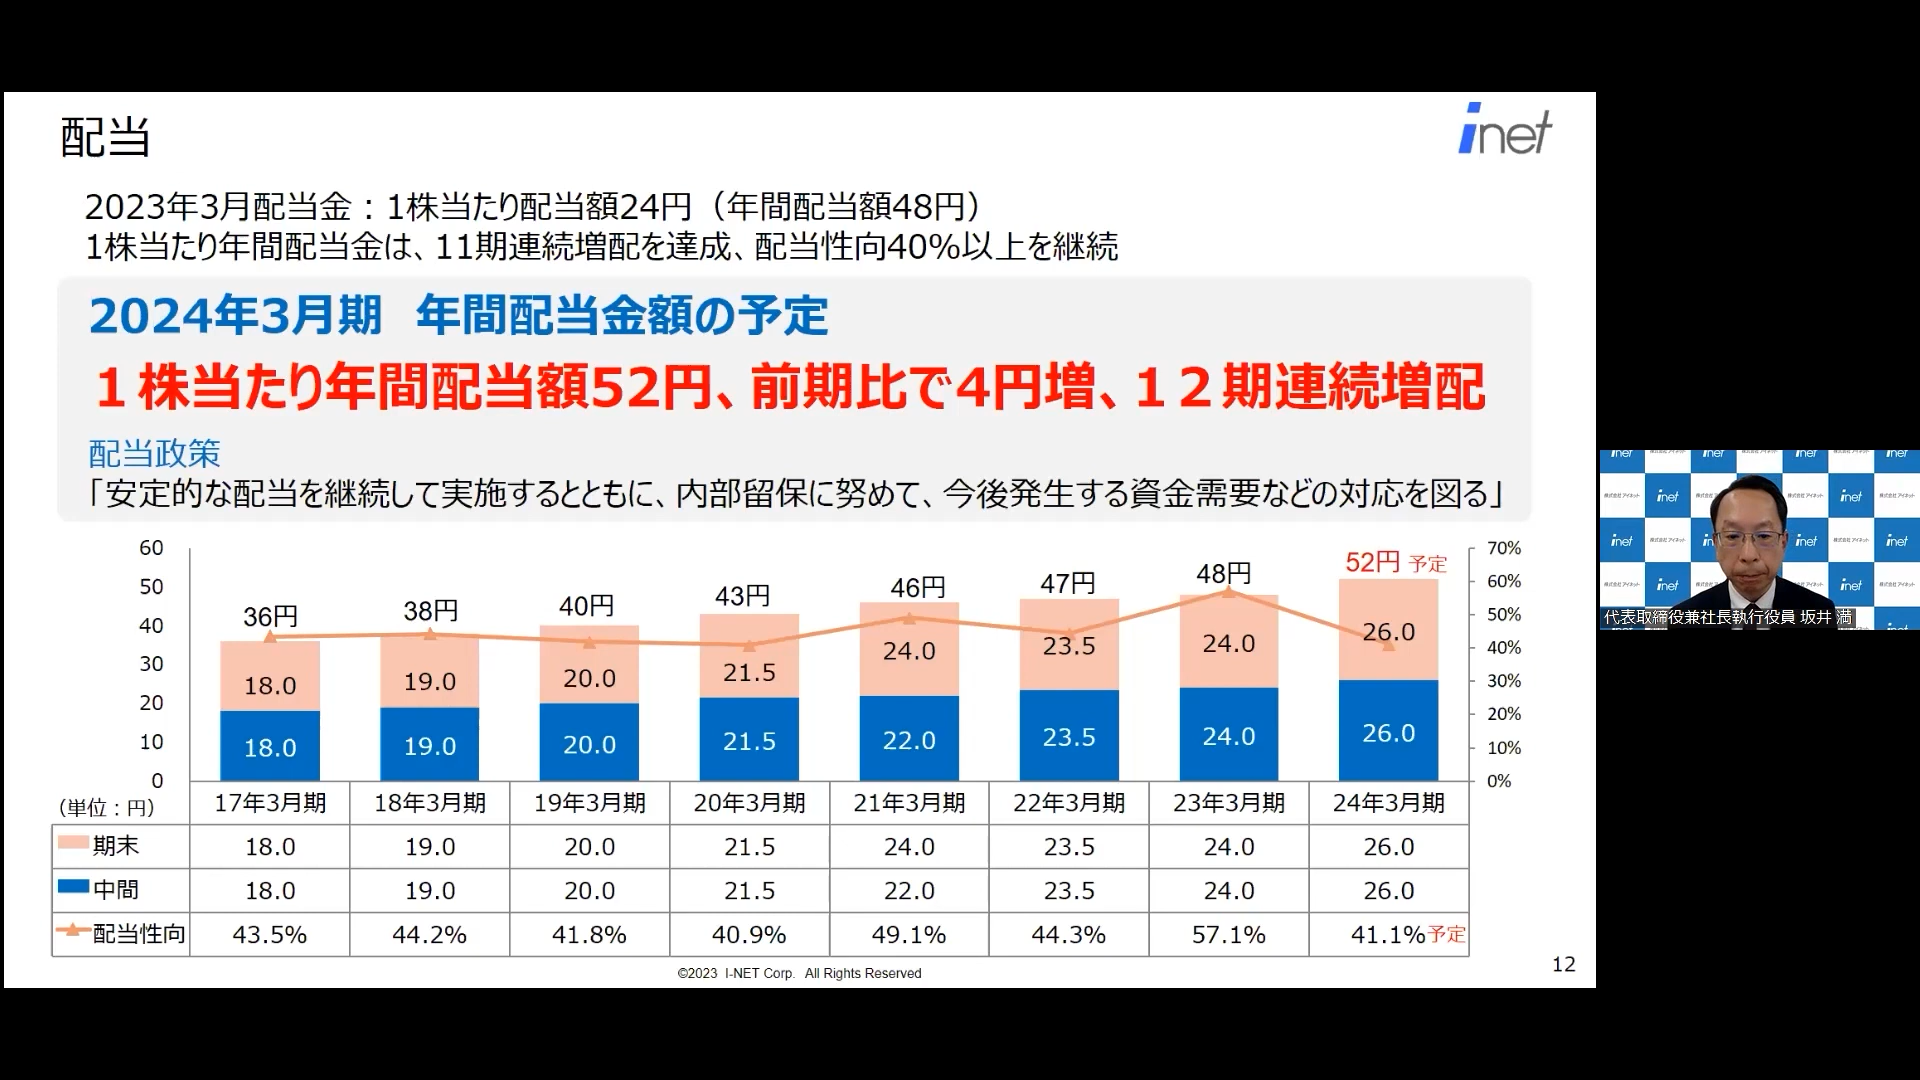 配当
inet
2023年3月配当金：1株当たり配当額24円（年間配当額48円）
1株当たり年間配当金は、11期連続増配を達成、配当性向40%以上を継続
2024年3月期　年間配当金額の予定
１株当たり年間配当額52円、前期比で4円増、１２期連続増配
配当政策
「安定的な配当を継続して実施するとともに、内部留保に努めて、今後発生する資金需要などの対応を図る」
60 50 40 30 20 10 0
36円 38円 40円 43円 46円 47円 48円 52円 予定
18.0 19.0 20.0 21.5 24.0 23.5 24.0 26.0
18.0 19.0 20.0 21.5 22.0 23.5 24.0 26.0
70% 60% 50% 40% 30% 20% 10% 0%
（単位：円） 17年3月期 18年3月期 19年3月期 20年3月期 21年3月期 22年3月期 23年3月期 24年3月期
期末 18.0 19.0 20.0 21.5 24.0 23.5 24.0 26.0
中間 18.0 19.0 20.0 21.5 22.0 23.5 24.0 26.0
配当性向 43.5% 44.2% 41.8% 40.9% 49.1% 44.3% 57.1% 41.1%予定
©2023 I-NET Corp. All Rights Reserved
12
inet
株式会社アイネット
代表取締役兼社長執行役員 坂井 満